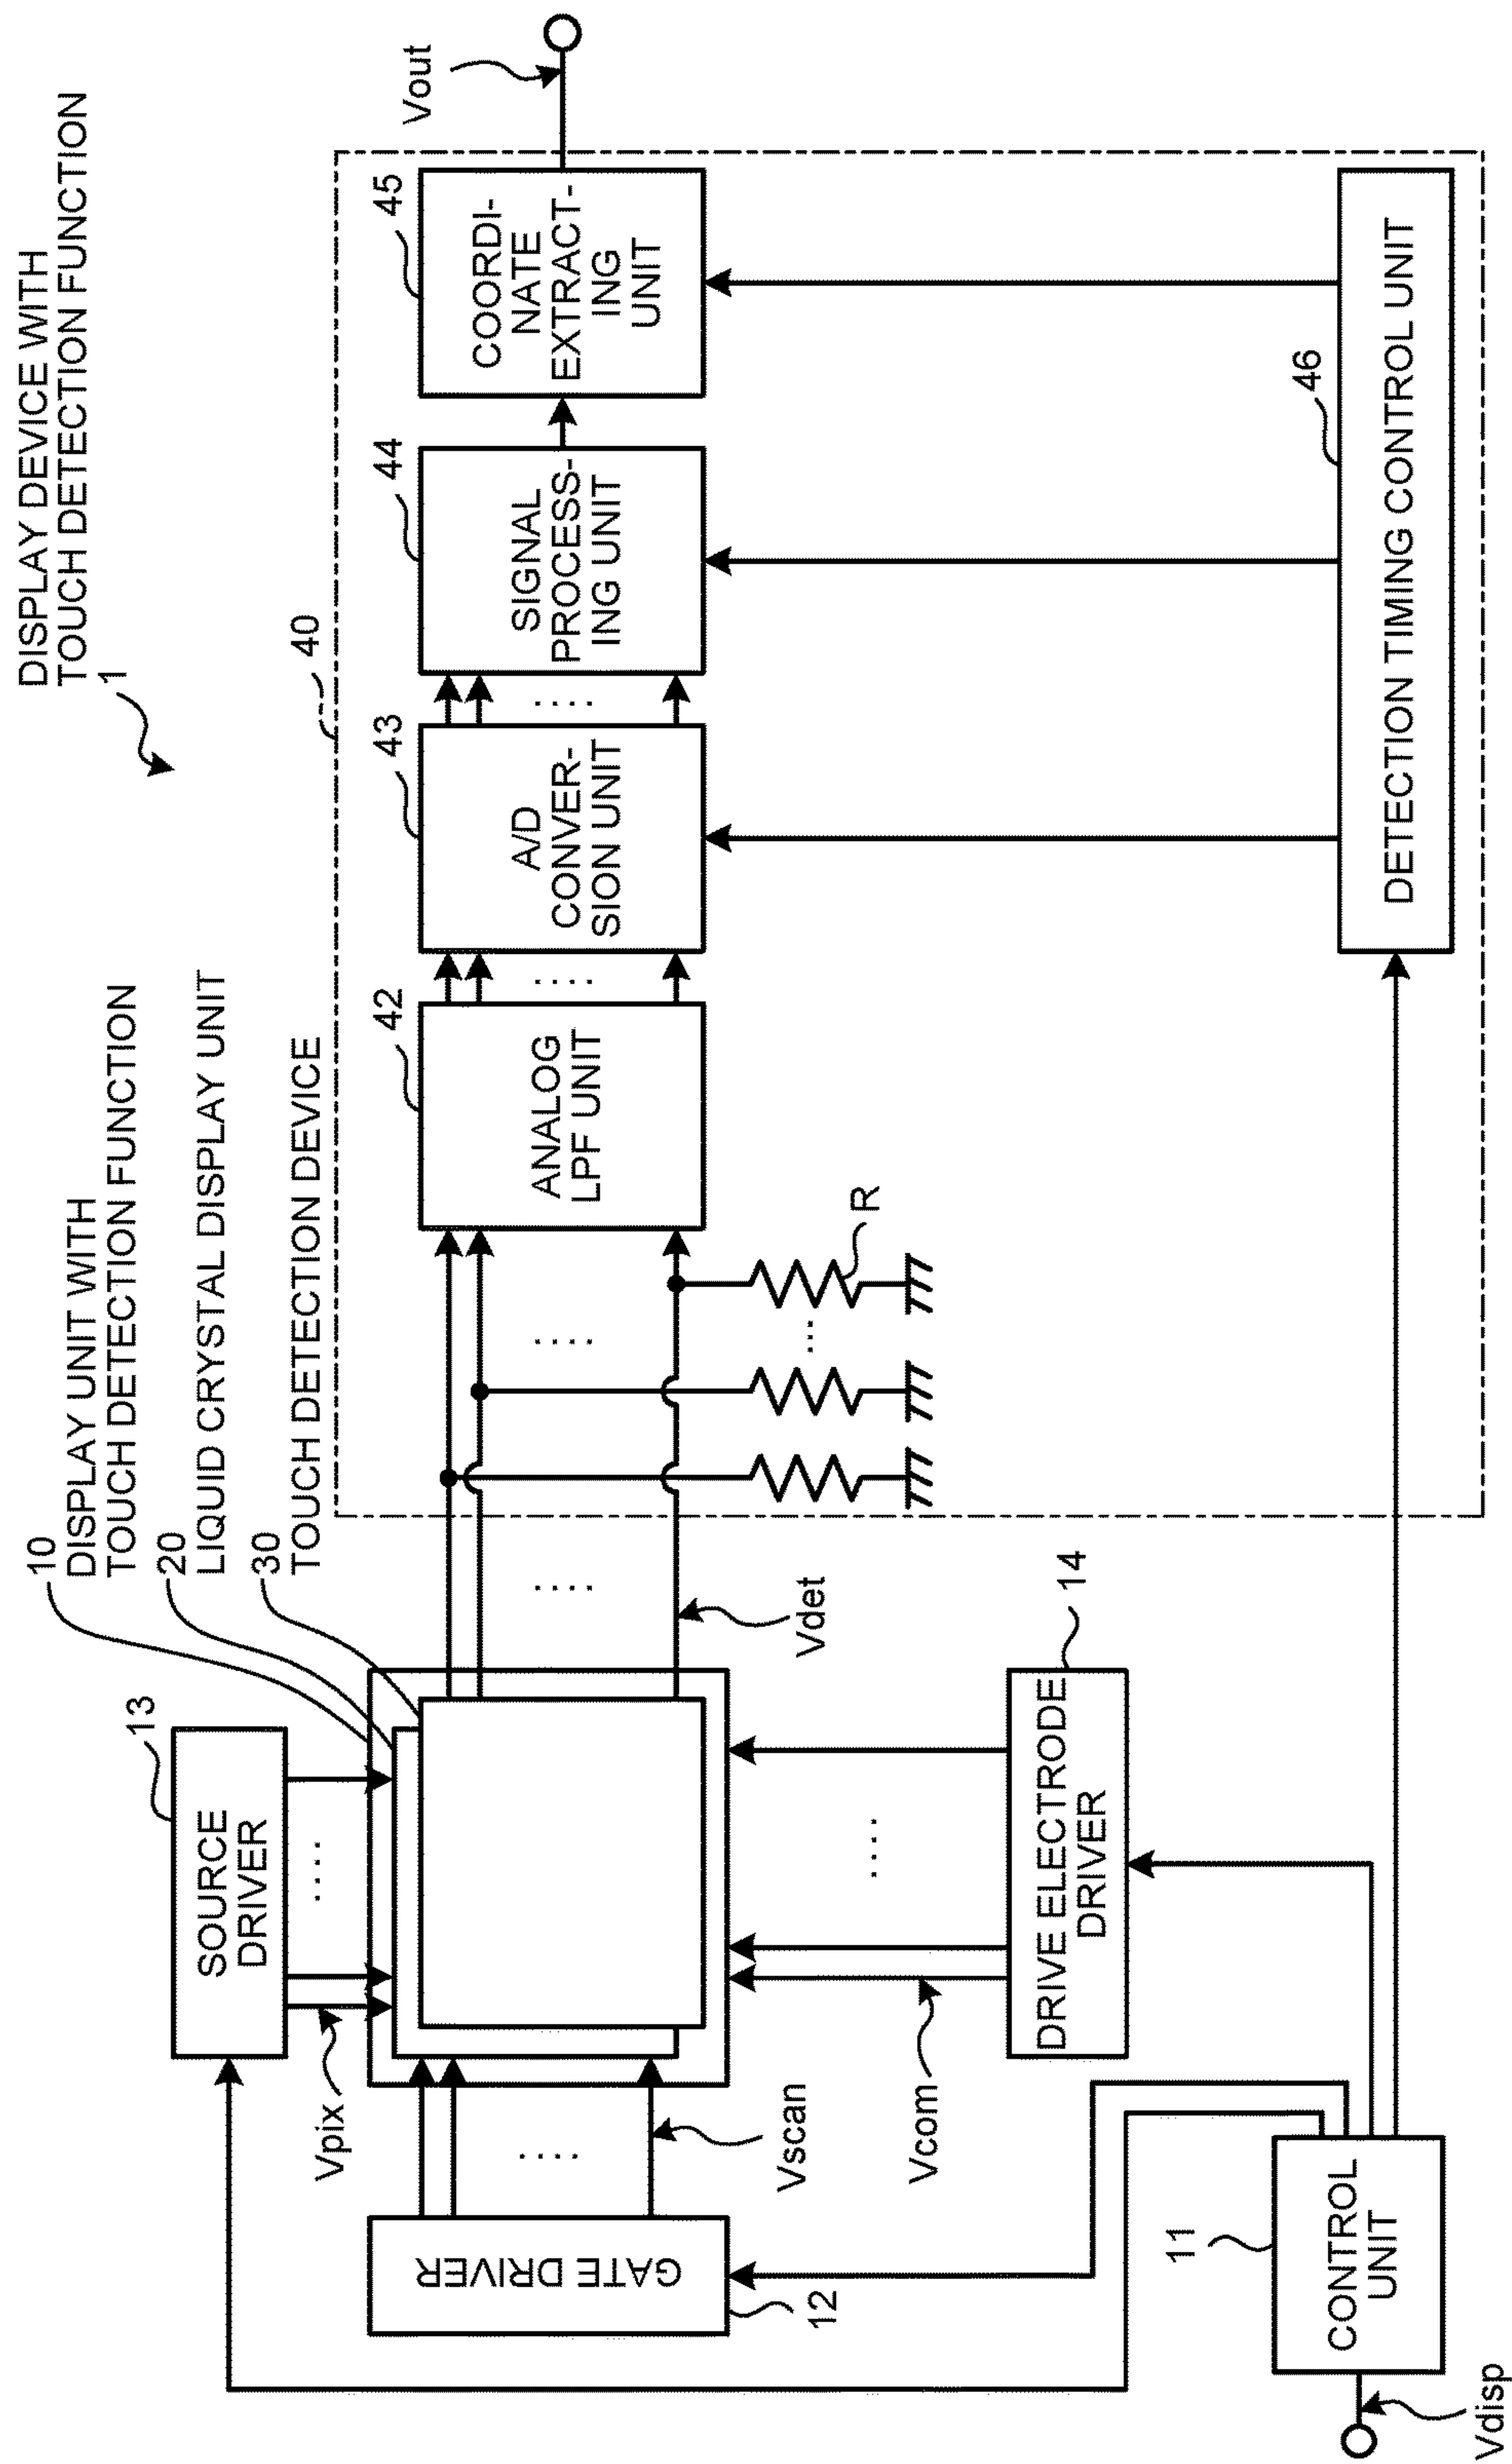 DISPLAY DEVICE WITH
TOUCH DETECTION FUNCTION
1
10
DISPLAY UNIT WITH
TOUCH DETECTION FUNCTION
20
LIQUID CRYSTAL DISPLAY UNIT
30
TOUCH DETECTION DEVICE
40
13
SOURCE
DRIVER
Vpix
GATE DRIVER
12
Vscan
Vcom
14
DRIVE ELECTRODE
DRIVER
11
CONTROL
UNIT
Vdisp
Vdet
R
42
ANALOG
LPF UNIT
43
A/D
CONVER-
SION UNIT
44
SIGNAL
PROCESS-
ING UNIT
45
COORDI-
NATE
EXTRACT-
ING
UNIT
Vout
46
DETECTION TIMING CONTROL UNIT